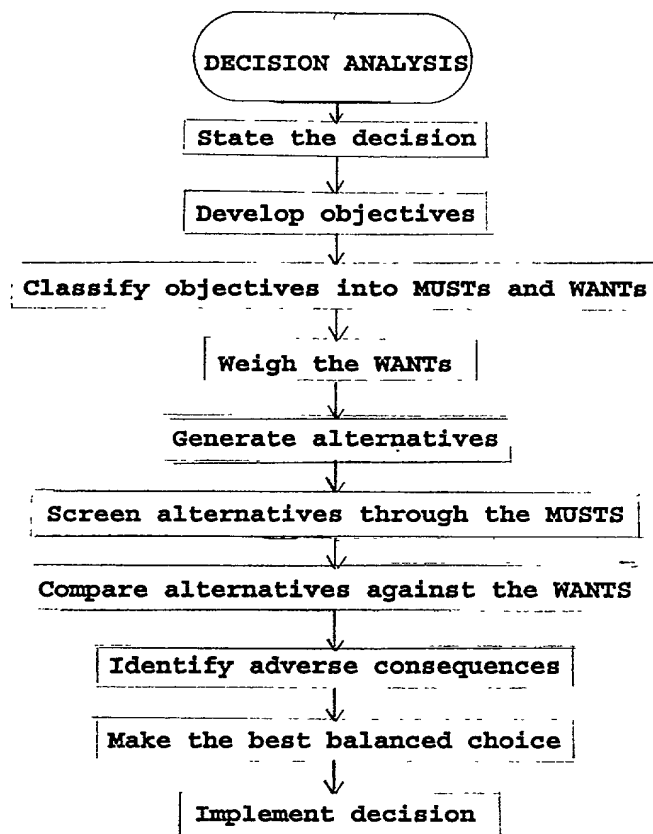 DECISION ANALYSIS
State the decision
Develop objectives
Classify objectives into MUSTs and WANTs
Weigh the WANTs
Generate alternatives
Screen alternatives through the MUSTS
Compare alternatives against the WANTS
Identify adverse consequences
Make the best balanced choice
Implement decision